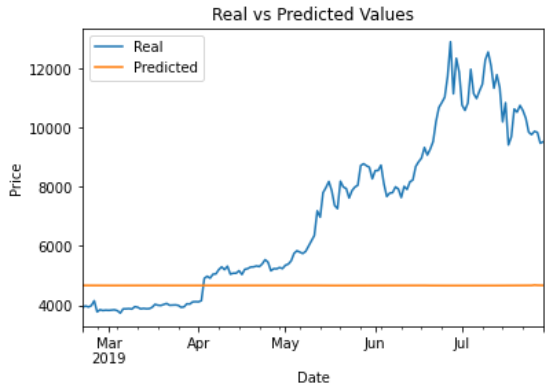 Real vs Predicted Values
Real
Predicted
12000
10000
8000
6000
4000
Price
Mar
2019
Apr
May
Jun
Jul
Date